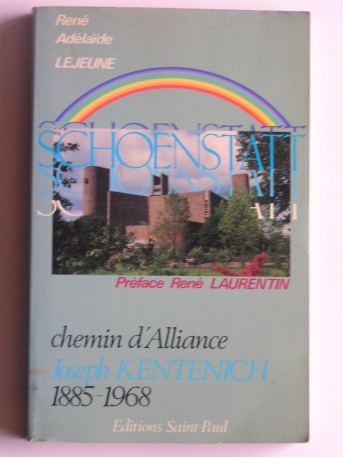 René
Adélaïde
LEJEUNE
SCHOENSTATT
Préface René LAURENTIN
chemin d'Alliance
Joseph KENTENICH
1885-1968
Editions Saint-Paul